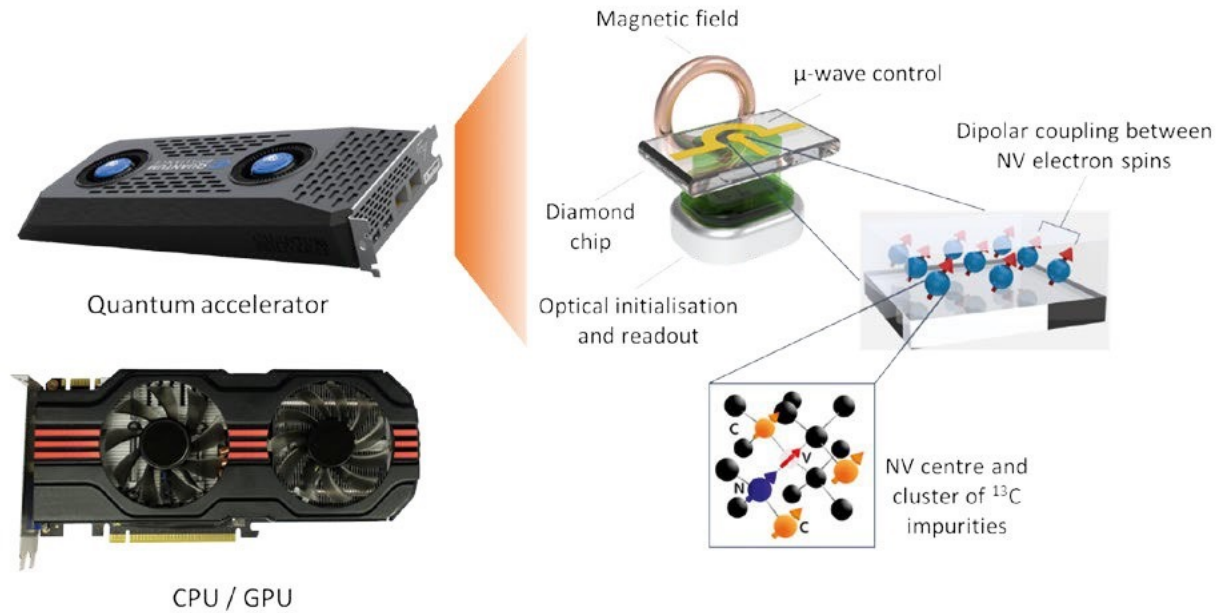 Magnetic field
μ-wave control
Dipolar coupling between
NV electron spins
Diamond
chip
Optical initialisation
and readout
Quantum accelerator
QUANTUM
C
V
N
C
NV centre and
cluster of ¹³C
impurities
CPU / GPU